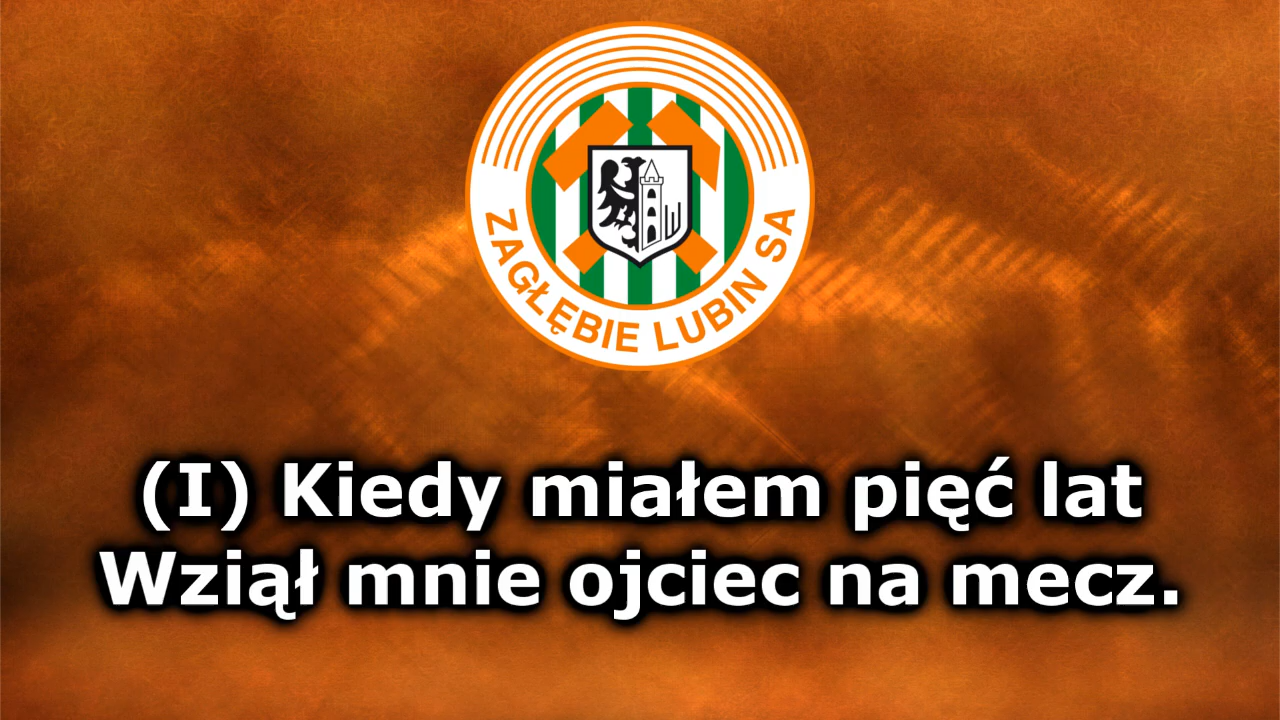 ZAGŁĘBIE LUBIN SA
(I) Kiedy miałem pięć lat
Wziął mnie ojciec na mecz.